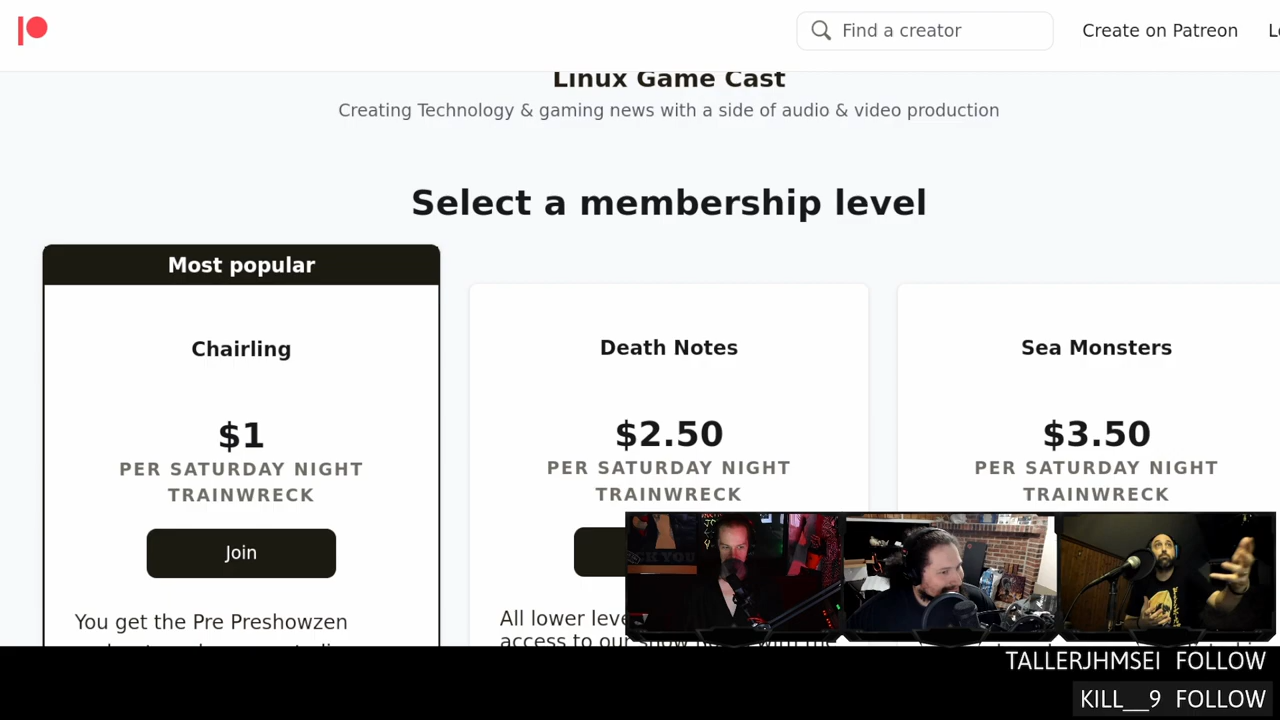 Find a creator
Create on Patreon
Linux Game Cast
Creating Technology & gaming news with a side of audio & video production
Select a membership level
Most popular
Chairling
$1
PER SATURDAY NIGHT
TRAINWRECK
Join
You get the Pre Preshowzen
Death Notes
$2.50
PER SATURDAY NIGHT
TRAINWRECK
All lower
access to our
Sea Monsters
$3.50
PER SATURDAY NIGHT
TRAINWRECK
TALLERJHMSEI FOLLOW
KILL__9 FOLLOW